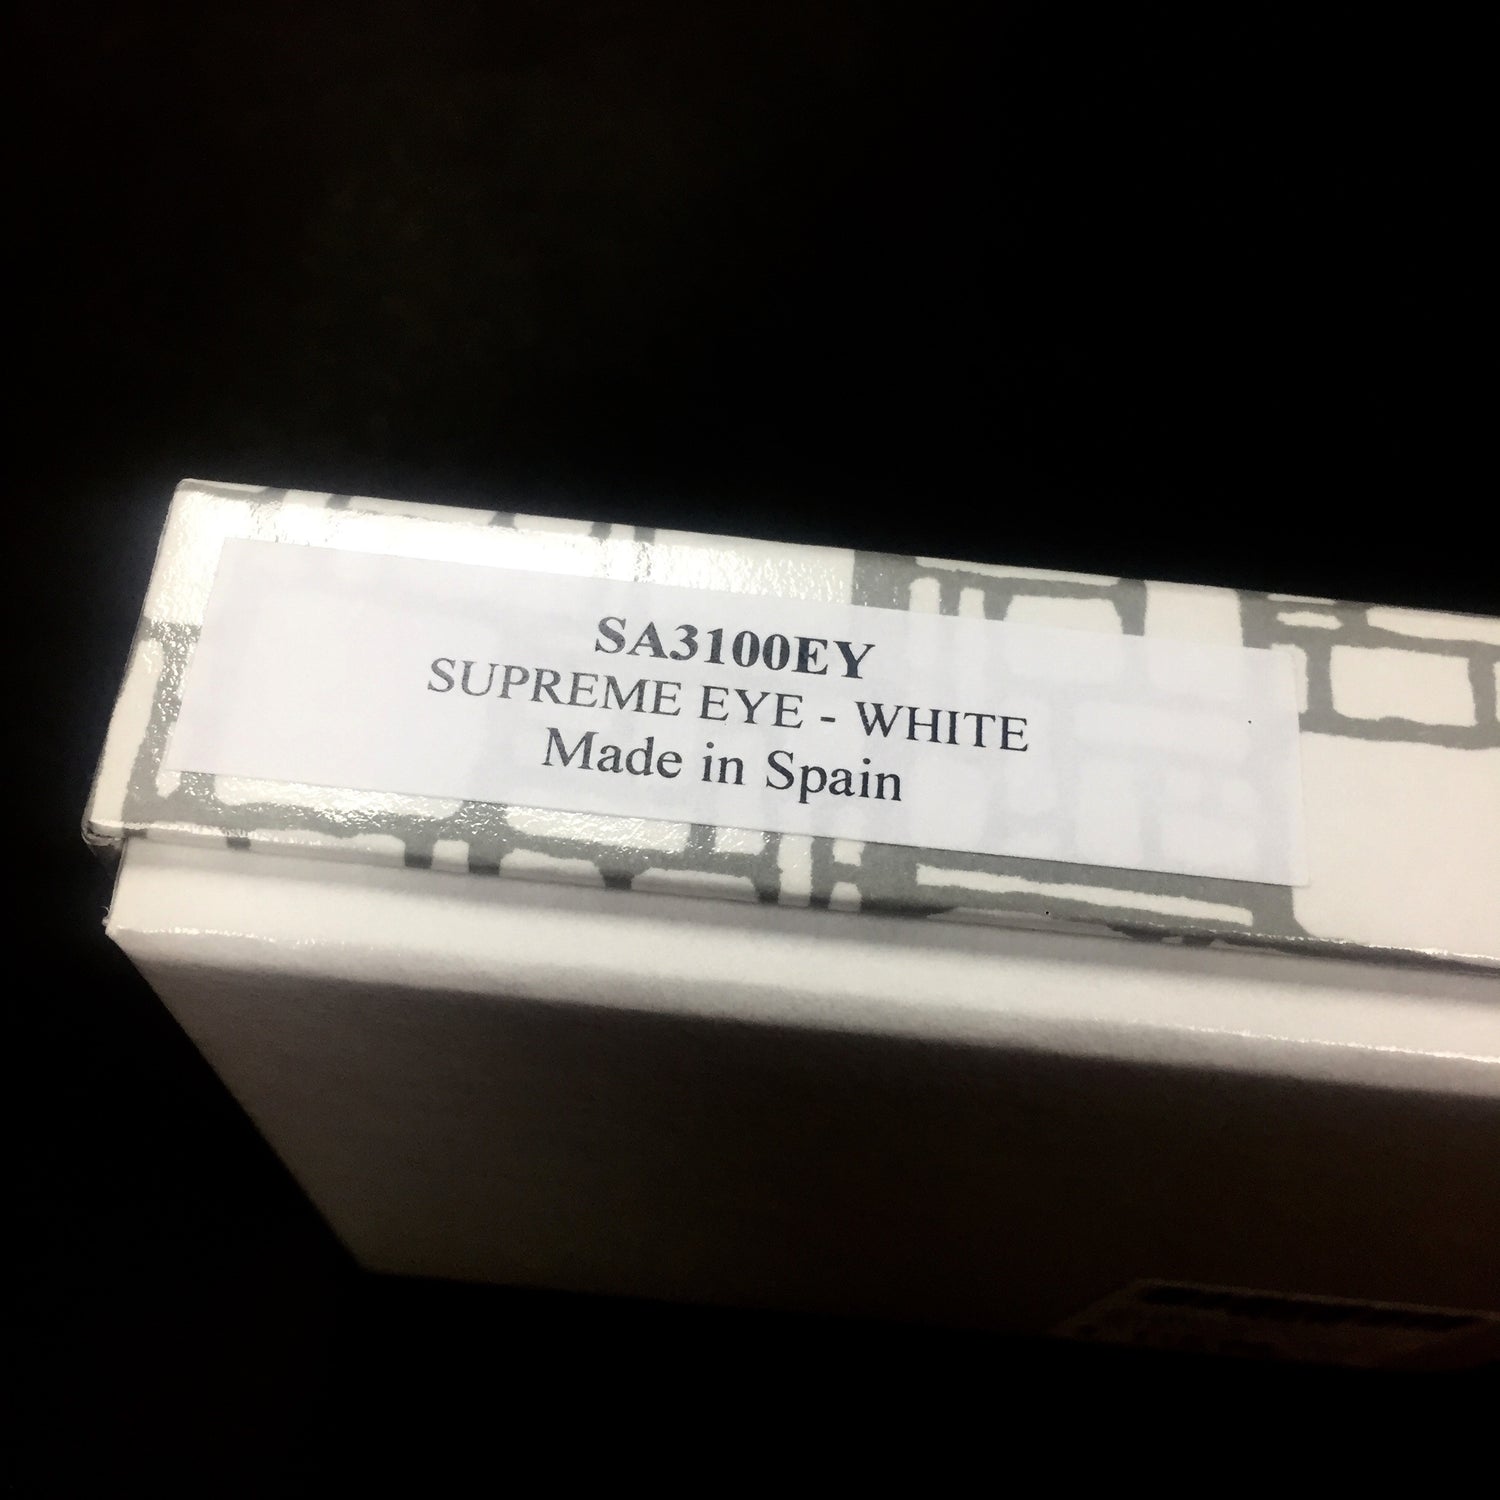 SA3100EY
SUPREME EYE - WHITE
Made in Spain